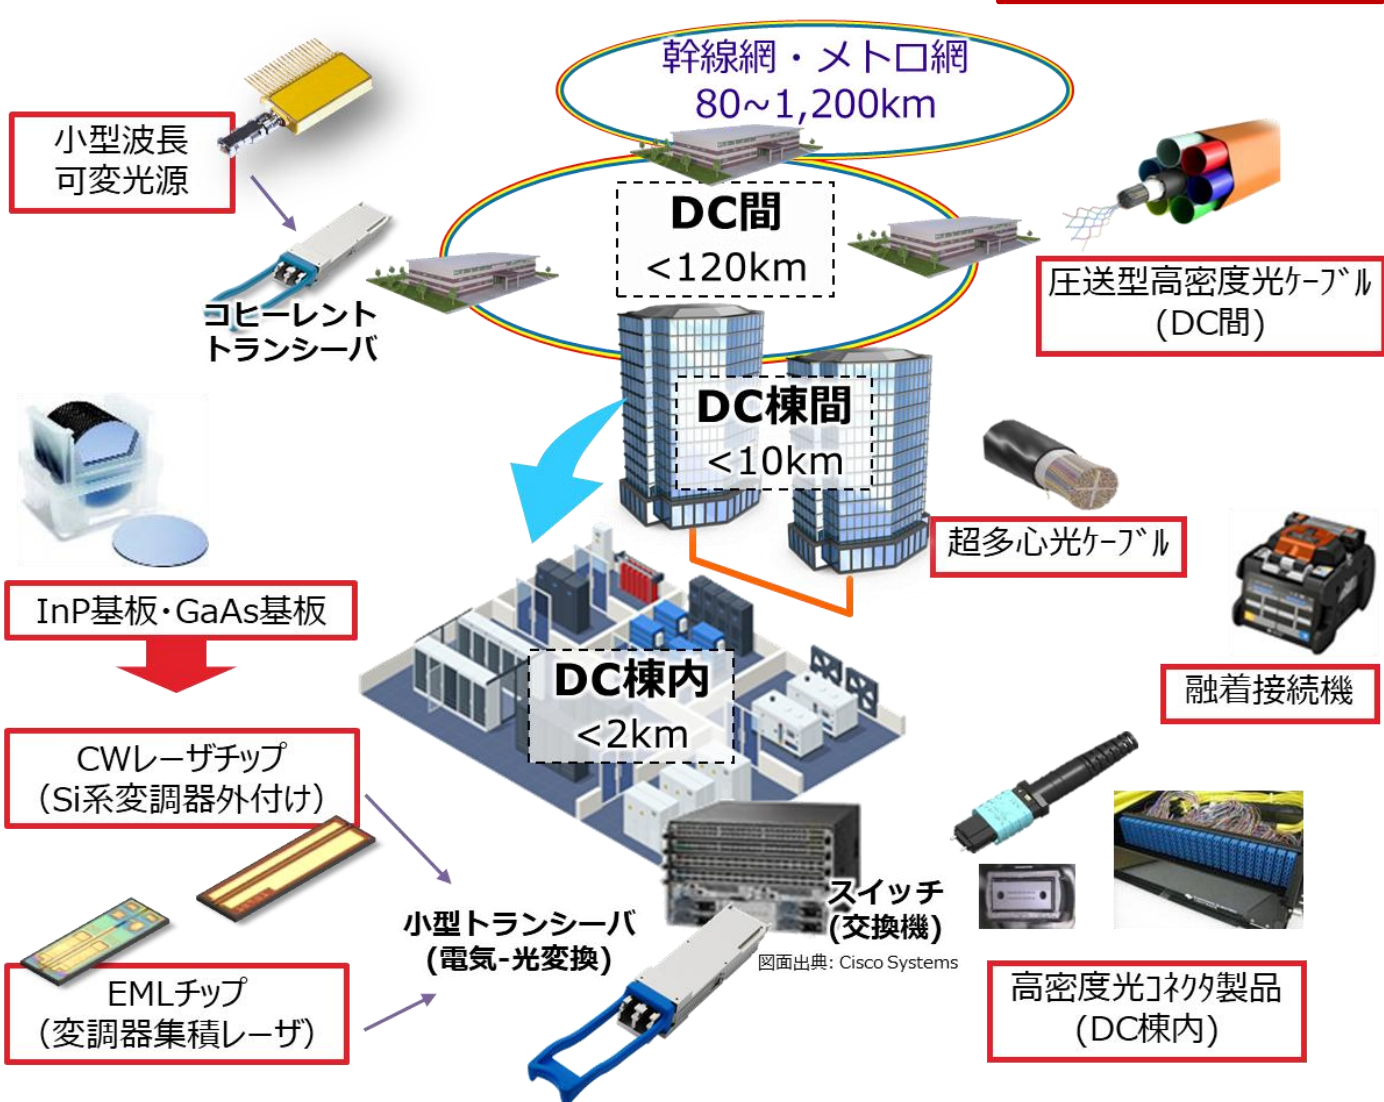 幹線網・メトロ網
80~1,200km
小型波長
可変光源
DC間
<120km
圧送型高密度光ｹｰﾌﾞﾙ
(DC間)
コヒーレント
トランシーバ
DC棟間
<10km
超多心光ｹｰﾌﾞﾙ
InP基板･GaAs基板
融着接続機
DC棟内
<2km
CWレーザチップ
(Si系変調器外付け)
スイッチ
(交換機)
小型トランシーバ
(電気-光変換)
図面出典: Cisco Systems
EMLチップ
(変調器集積レーザ)
高密度光ｺﾈｸﾀ製品
(DC棟内)